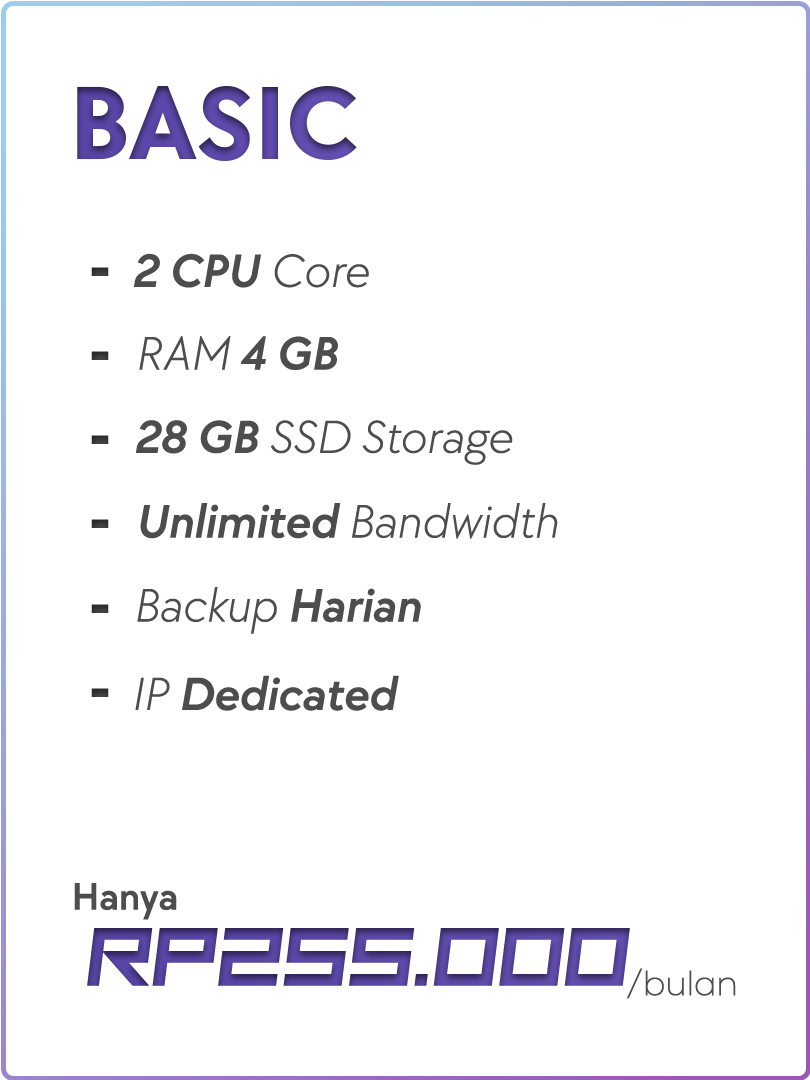 BASIC
- 2 CPU Core
- RAM 4 GB
- 28 GB SSD Storage
- Unlimited Bandwidth
- Backup Harian
- IP Dedicated
Hanya
RP255.000/bulan